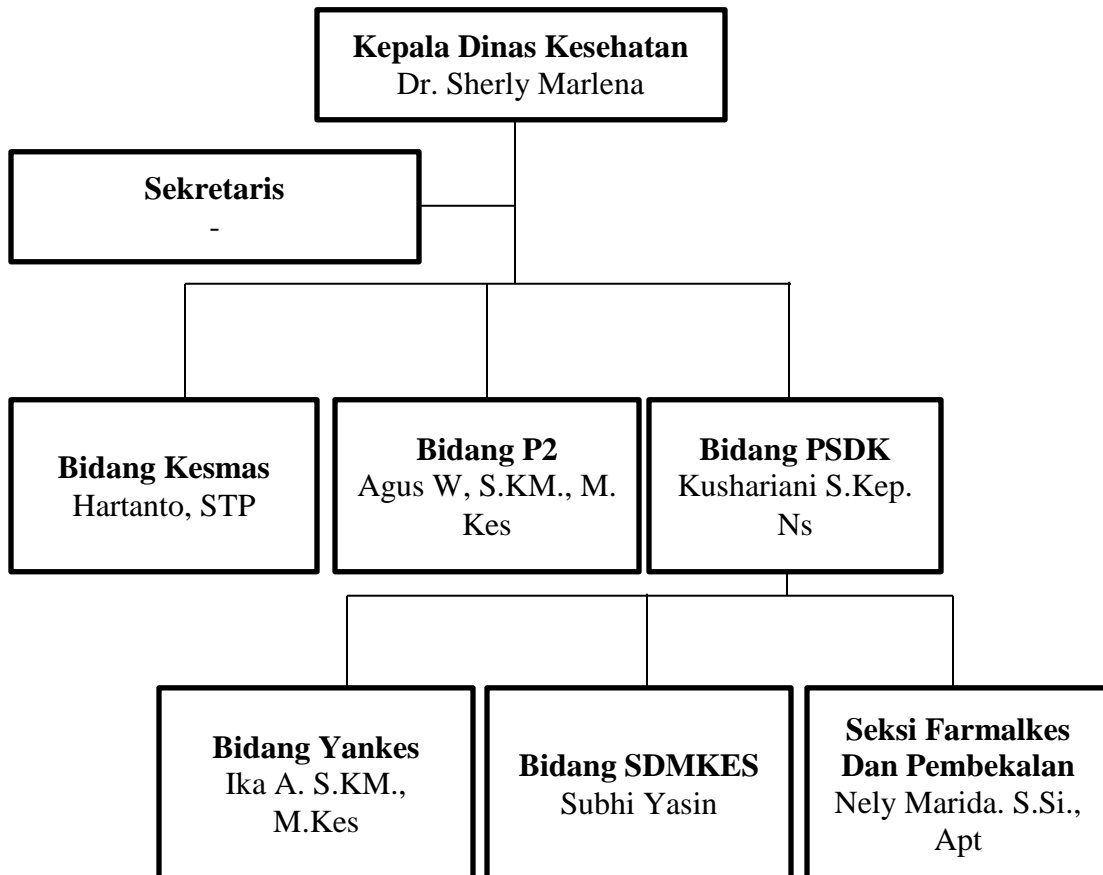 Kepala Dinas Kesehatan
Dr. Sherly Marlena
Sekretaris
-
Bidang Kesmas
Hartanto, STP
Bidang P2
Agus W, S.KM., M.
Kes
Bidang PSDK
Kushariani S.Kep.
Ns
Bidang Yankes
Ika A. S.KM.,
M.Kes
Bidang SDMKES
Subhi Yasin
Seksi Farmalkes
Dan Pembekalan
Nely Marida. S.Si.,
Apt